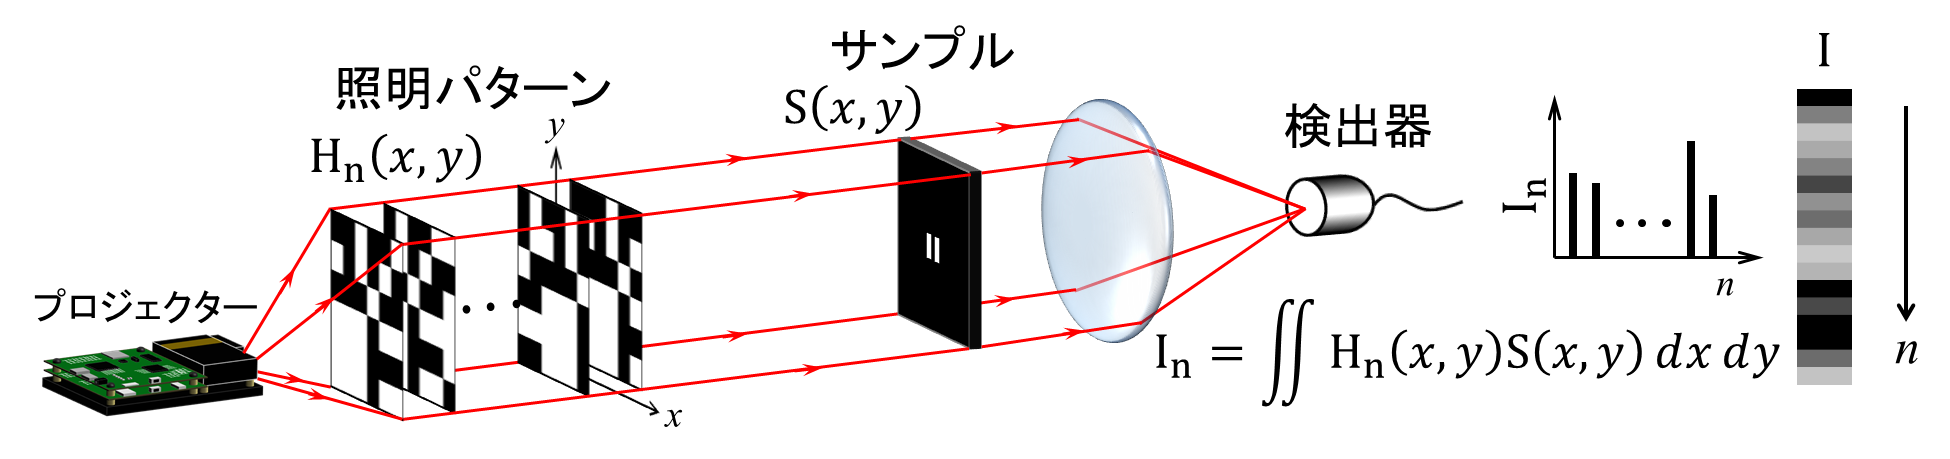 プロジェクター
照明パターン
Hn(x, y)
y
x
サンプル
S(x, y)
検出器
In
n
In = ∬ Hn(x, y)S(x, y) dx dy
I
n